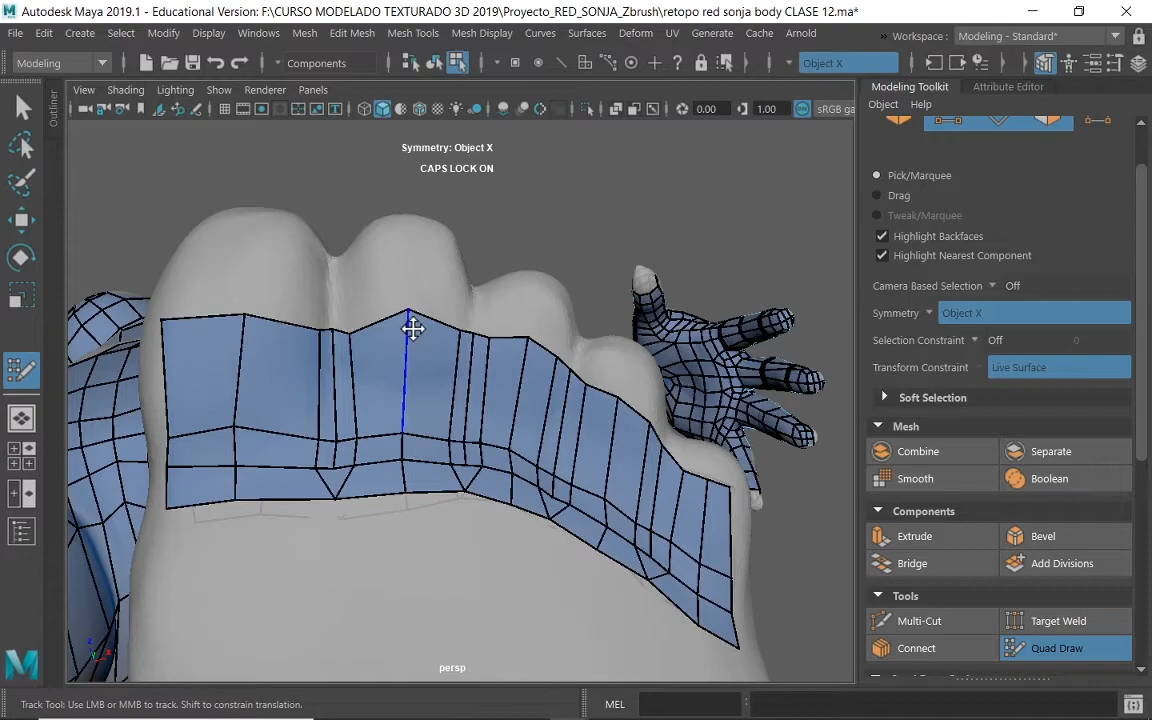 Autodesk Maya 2019.1 - Educational Version: F:\CURSO MODELADO TEXTURADO 3D 2019\Proyecto_RED_SONJA_Zbrush\retopo red sonja body CLASE 12.ma*
File Edit Create Select Modify Display Windows Mesh Edit Mesh Mesh Tools Mesh Display Curves Surfaces Deform UV Generate Cache Arnold » Workspace : Modeling - Standard*
Modeling Components Object X
Outliner
View Shading Lighting Show Renderer Panels
0.00 1.00 sRGB ga
Symmetry: Object X
CAPS LOCK ON
persp
z
y
x
Modeling Toolkit Attribute Editor
Object Help
Pick/Marquee
Drag
Tweak/Marquee
Highlight Backfaces
Highlight Nearest Component
Camera Based Selection Off
Symmetry Object X
Selection Constraint Off 0
Transform Constraint Live Surface
Soft Selection
Mesh
Combine Separate
Smooth Boolean
Components
Extrude Bevel
Bridge Add Divisions
Tools
Multi-Cut Target Weld
Connect Quad Draw
Track Tool: Use LMB or MMB to track. Shift to constrain translation. MEL